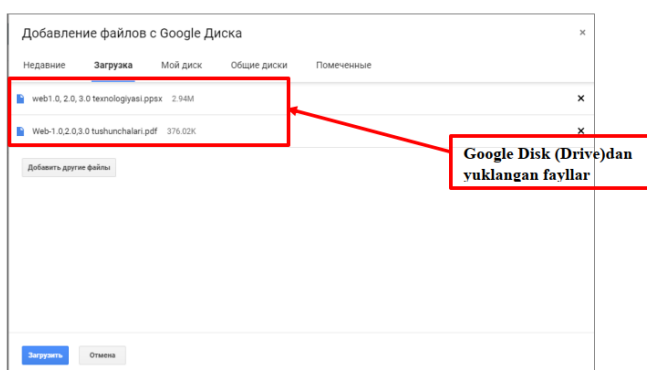 Добавление файлов с Google Диска
Недавние Загрузка Мой диск Общие диски Помеченные
web1.0, 2.0, 3.0 texnologiyasi.ppsx 2.94M
Web-1.0,2.0,3.0 tushunchalari.pdf 376.02K
Google Disk (Drive)dan
yuklangan fayllar
Добавить другие файлы
Загрузить Отмена